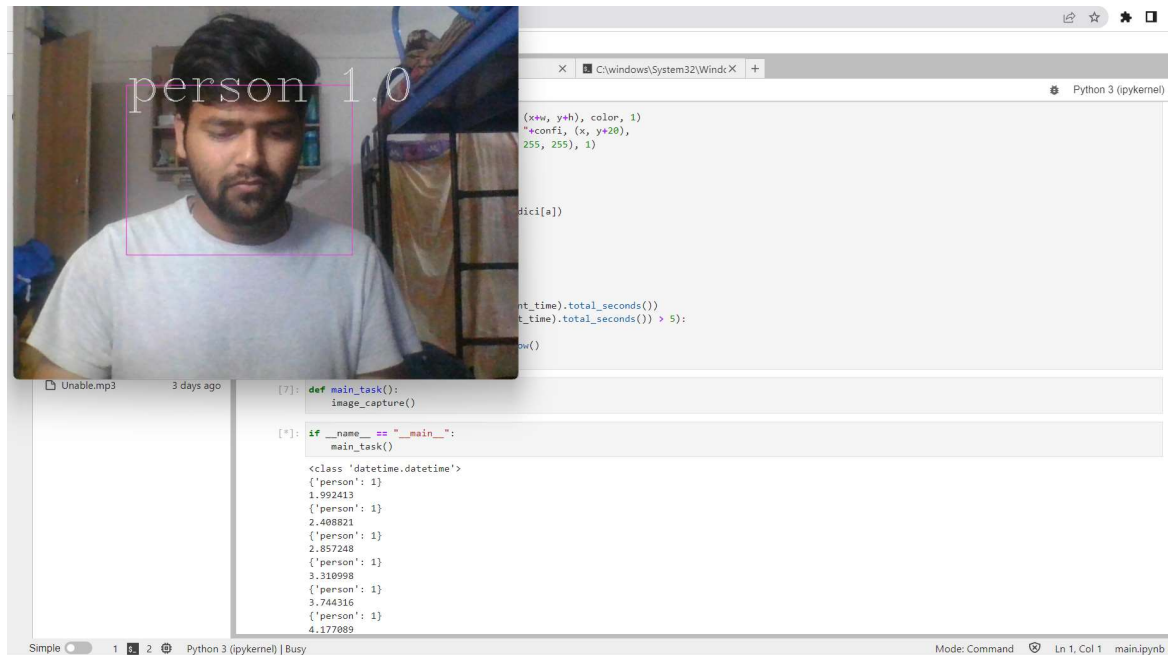 person 1.0
C:\windows\System32\Windc
Python 3 (ipykernel)
(x+w, y+h), color, 1)
"+confi, (x, y+20),
255, 255), 1)
dici[a])
nt_time).total_seconds())
t_time).total_seconds()) > 5):
ow()
Unable.mp3 3 days ago
[7]: def main_task():
image_capture()
[*]: if __name__ == "__main__":
main_task()
<class 'datetime.datetime'>
{'person': 1}
1.992413
{'person': 1}
2.408821
{'person': 1}
2.857248
{'person': 1}
3.310998
{'person': 1}
3.744316
{'person': 1}
4.177089
Simple 1 2 Python 3 (ipykernel) | Busy Mode: Command Ln 1, Col 1 main.ipynb